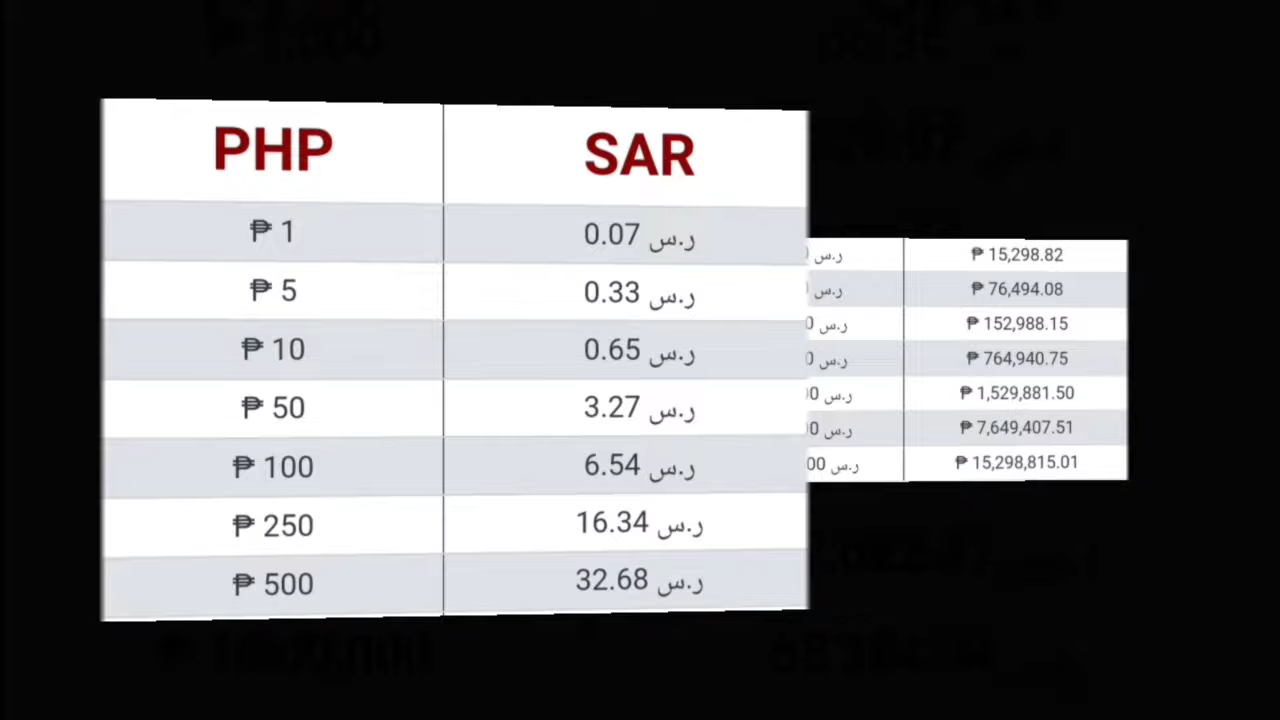 PHP SAR
₱ 1 0.07 ر.س
₱ 5 0.33 ر.س
₱ 10 0.65 ر.س
₱ 50 3.27 ر.س
₱ 100 6.54 ر.س
₱ 250 16.34 ر.س
₱ 500 32.68 ر.س
ر.س ₱ 15,298.82
ر.س ₱ 76,494.08
ر.س ₱ 152,988.15
ر.س ₱ 764,940.75
ر.س ₱ 1,529,881.50
ر.س ₱ 7,649,407.51
ر.س ₱ 15,298,815.01